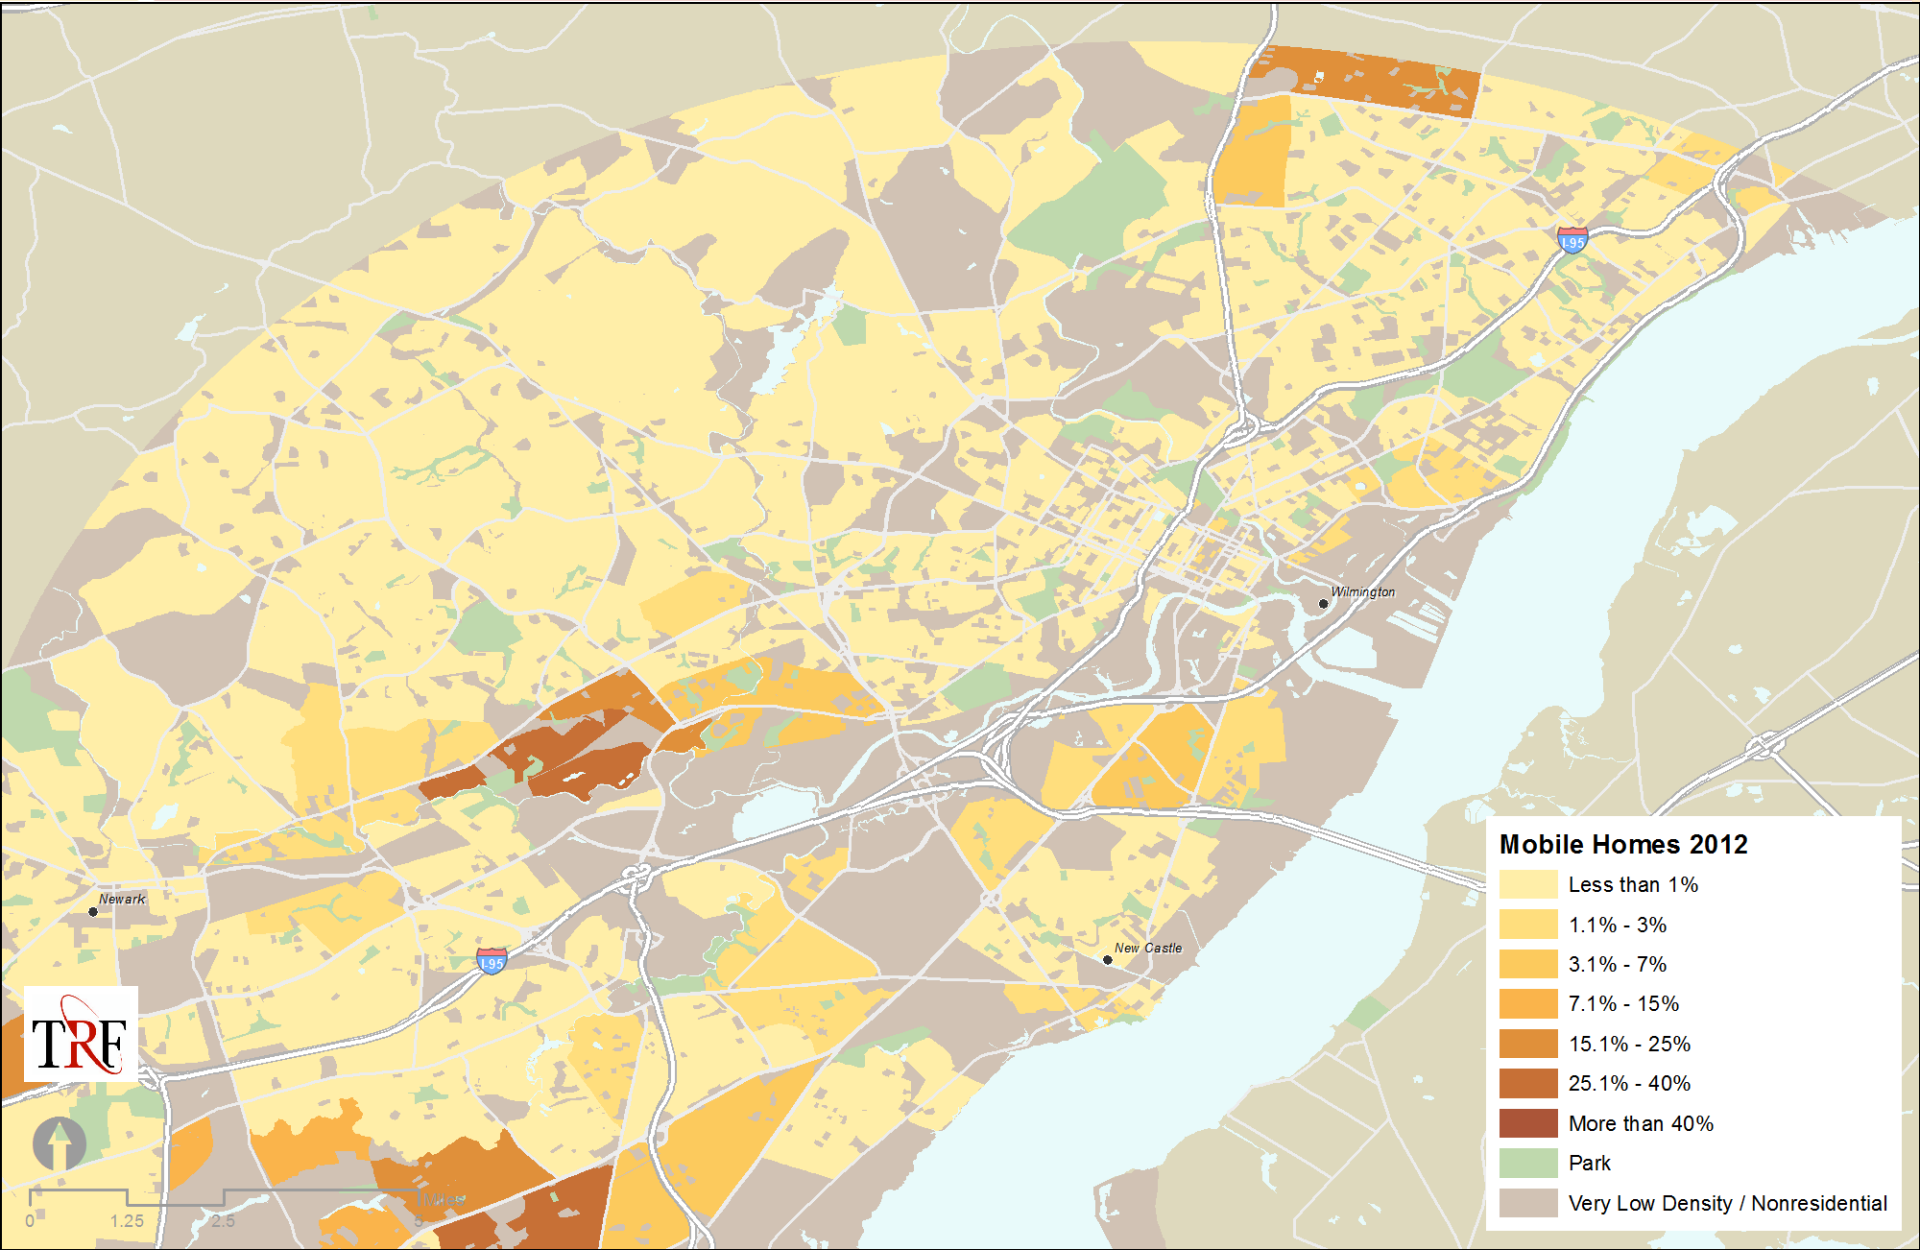 I-95
Wilmington
Newark
New Castle
I-95
TRF
Miles
0 1.25 2.5 5
Mobile Homes 2012
Less than 1%
1.1% - 3%
3.1% - 7%
7.1% - 15%
15.1% - 25%
25.1% - 40%
More than 40%
Park
Very Low Density / Nonresidential